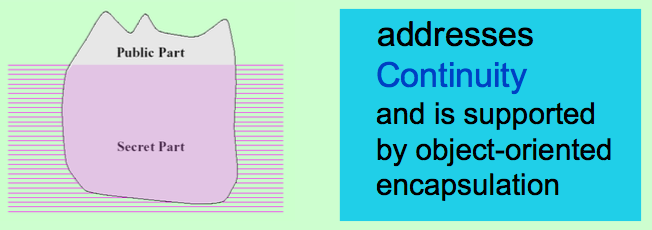 Public Part
Secret Part
addresses
Continuity
and is supported
by object-oriented
encapsulation